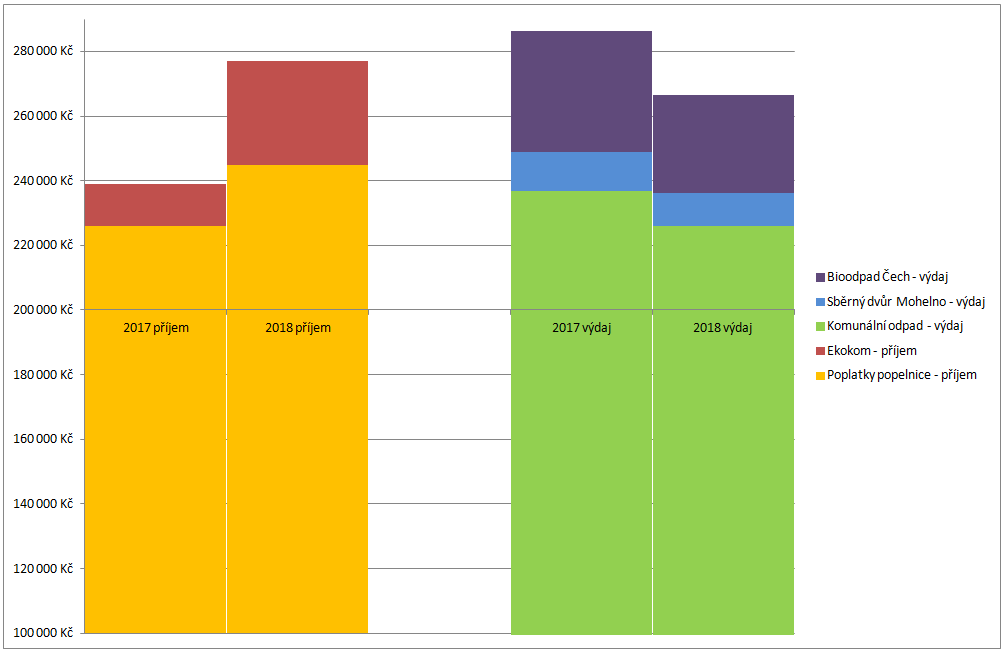 280 000 Kč
260 000 Kč
240 000 Kč
220 000 Kč
200 000 Kč
180 000 Kč
160 000 Kč
140 000 Kč
120 000 Kč
100 000 Kč
2017 příjem
2018 příjem
2017 výdaj
2018 výdaj
Bioodpad Čech - výdaj
Sběrný dvůr Mohelno - výdaj
Komunální odpad - výdaj
Ekokom - příjem
Poplatky popelnice - příjem